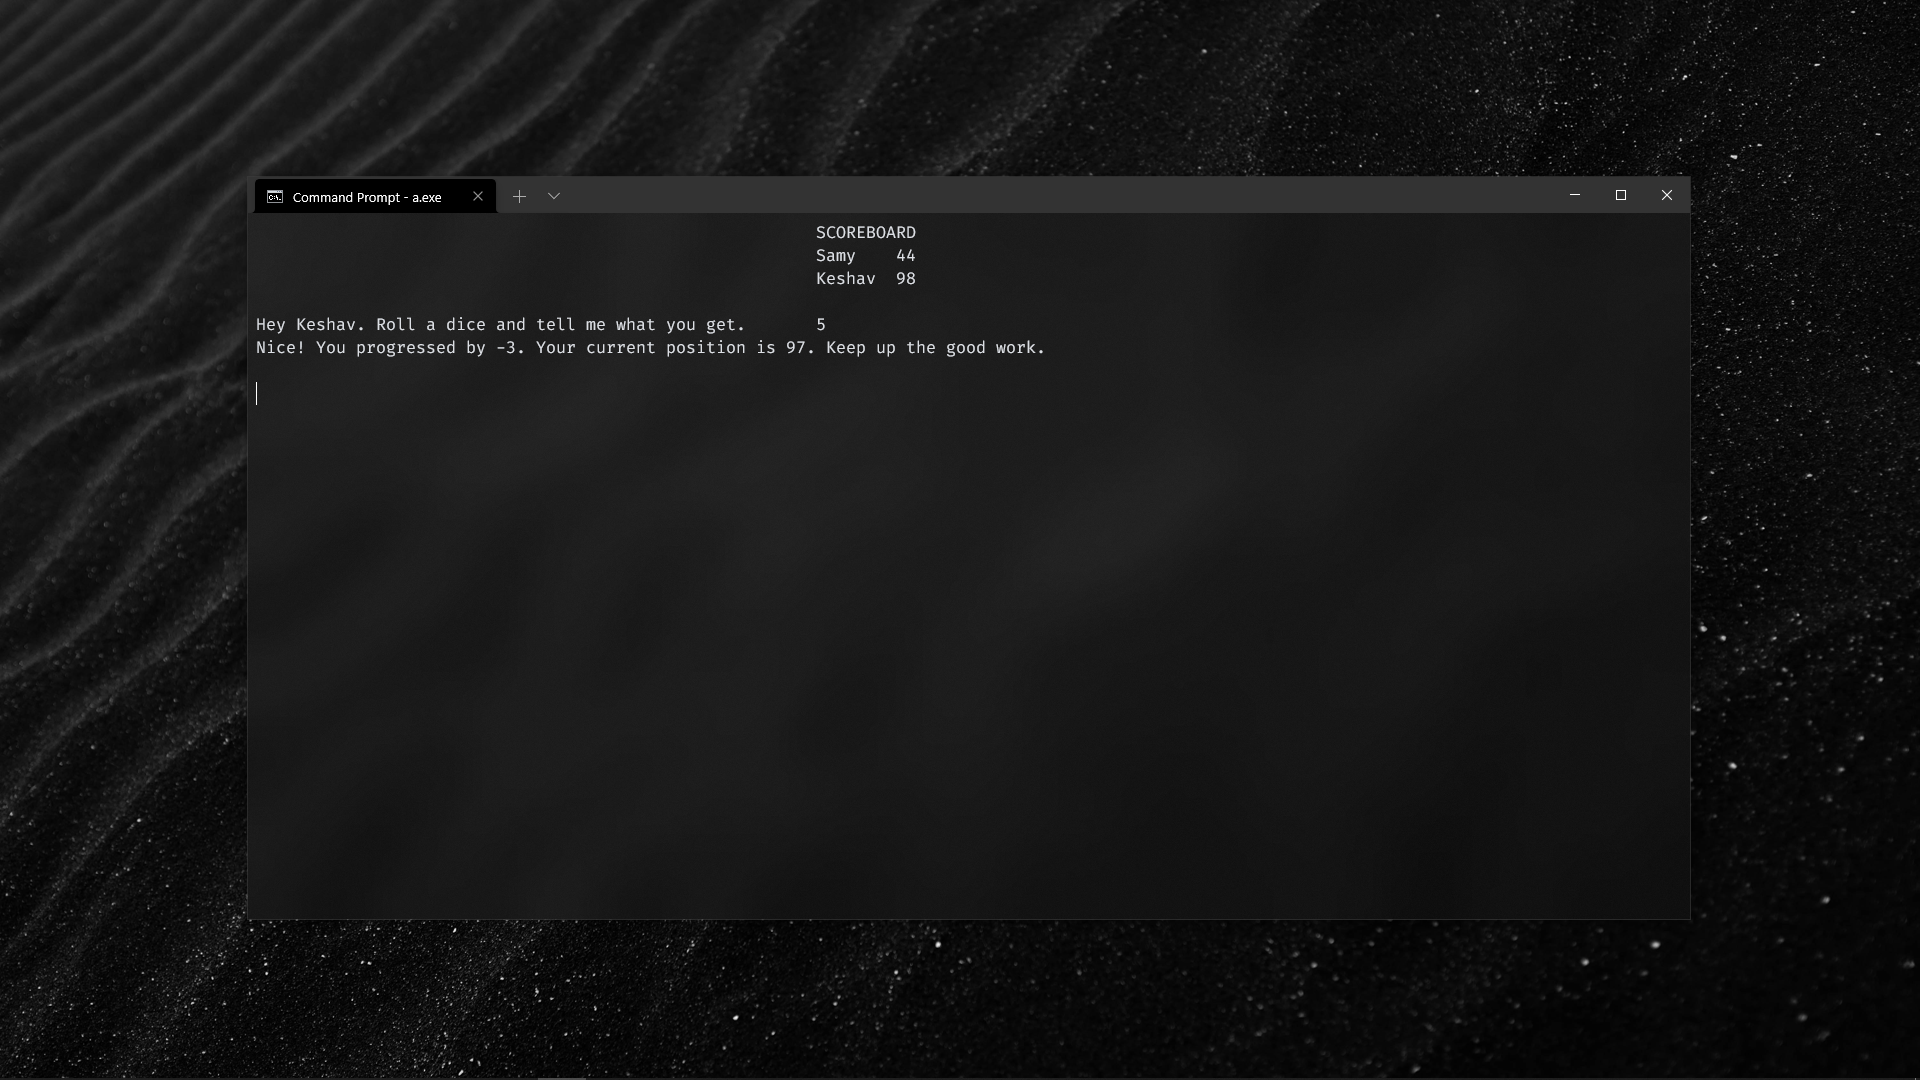 Command Prompt - a.exe
SCOREBOARD
Samy 44
Keshav 98
Hey Keshav. Roll a dice and tell me what you get. 5
Nice! You progressed by -3. Your current position is 97. Keep up the good work.